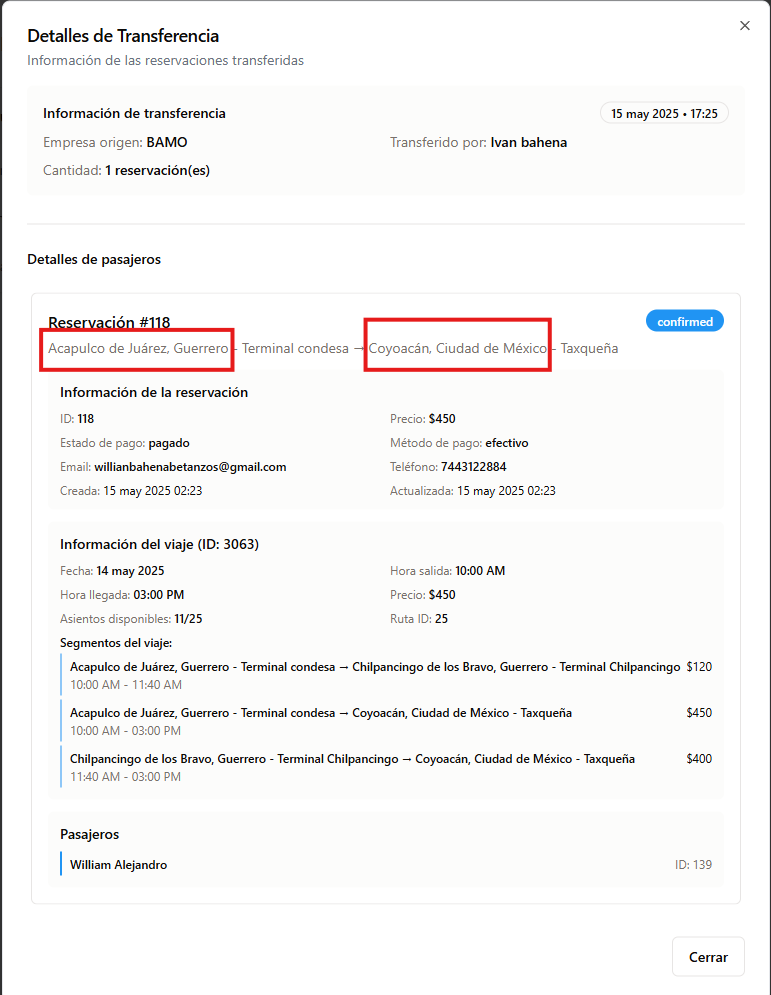 Detalles de Transferencia
Información de las reservaciones transferidas
Información de transferencia
15 may 2025 • 17:25
Empresa origen: BAMO
Transferido por: Ivan bahena
Cantidad: 1 reservación(es)
Detalles de pasajeros
Reservación #118
confirmed
Acapulco de Juárez, Guerrero - Terminal condesa → Coyoacán, Ciudad de México - Taxqueña
Información de la reservación
ID: 118
Precio: $450
Estado de pago: pagado
Método de pago: efectivo
Email: willianbahenabetanzos@gmail.com
Teléfono: 7443122884
Creada: 15 may 2025 02:23
Actualizada: 15 may 2025 02:23
Información del viaje (ID: 3063)
Fecha: 14 may 2025
Hora salida: 10:00 AM
Hora llegada: 03:00 PM
Precio: $450
Asientos disponibles: 11/25
Ruta ID: 25
Segmentos del viaje:
Acapulco de Juárez, Guerrero - Terminal condesa → Chilpancingo de los Bravo, Guerrero - Terminal Chilpancingo $120
10:00 AM - 11:40 AM
Acapulco de Juárez, Guerrero - Terminal condesa → Coyoacán, Ciudad de México - Taxqueña $450
10:00 AM - 03:00 PM
Chilpancingo de los Bravo, Guerrero - Terminal Chilpancingo → Coyoacán, Ciudad de México - Taxqueña $400
11:40 AM - 03:00 PM
Pasajeros
William Alejandro
ID: 139
Cerrar